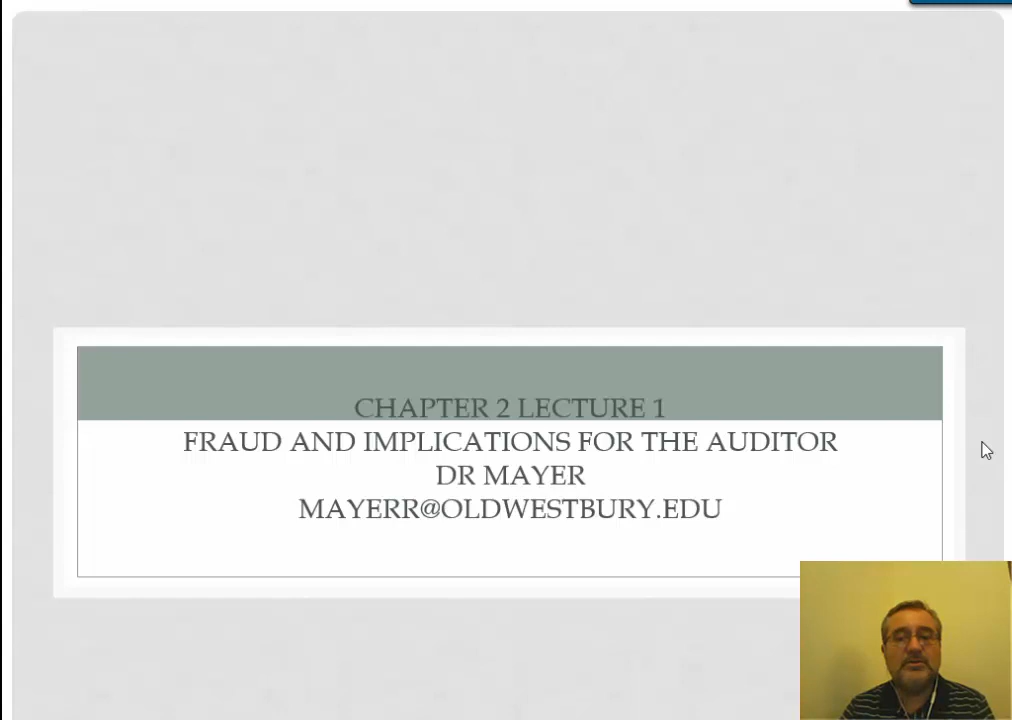 CHAPTER 2 LECTURE 1
FRAUD AND IMPLICATIONS FOR THE AUDITOR
DR MAYER
MAYERR@OLDWESTBURY.EDU